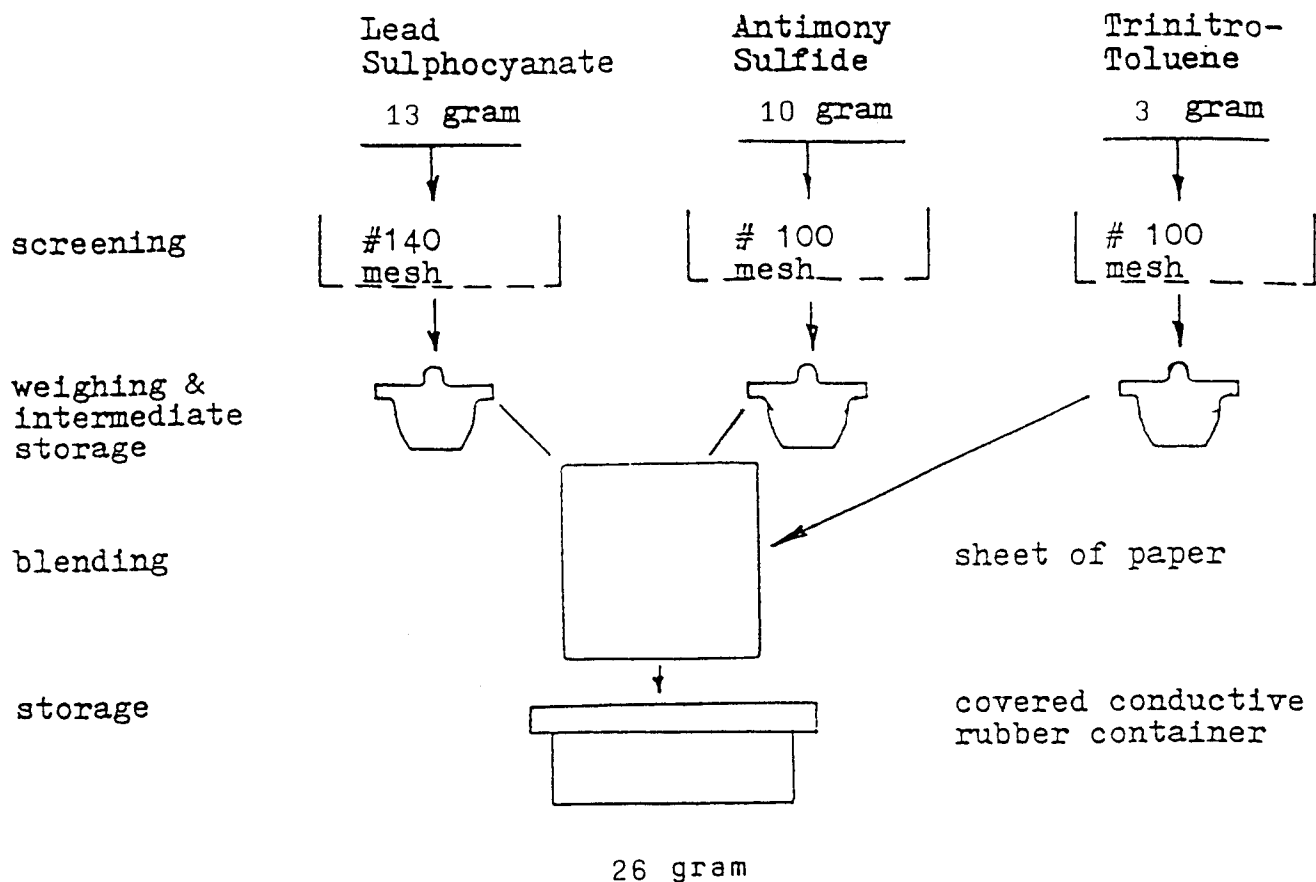 Lead
Sulphocyanate
Antimony
Sulfide
Trinitro-
Toluene
13 gram
10 gram
3 gram
screening
#140
mesh
# 100
mesh
# 100
mesh
weighing &
intermediate
storage
blending
sheet of paper
storage
covered conductive
rubber container
26 gram